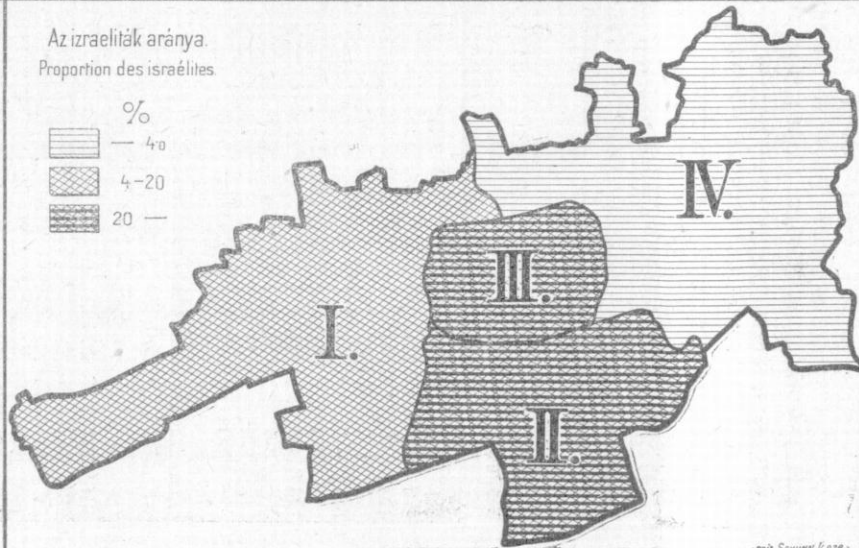 Az izraeliták aránya.
Proportion des israélites.
%
— 4·0
4-20
20 —
I.
II.
III.
IV.